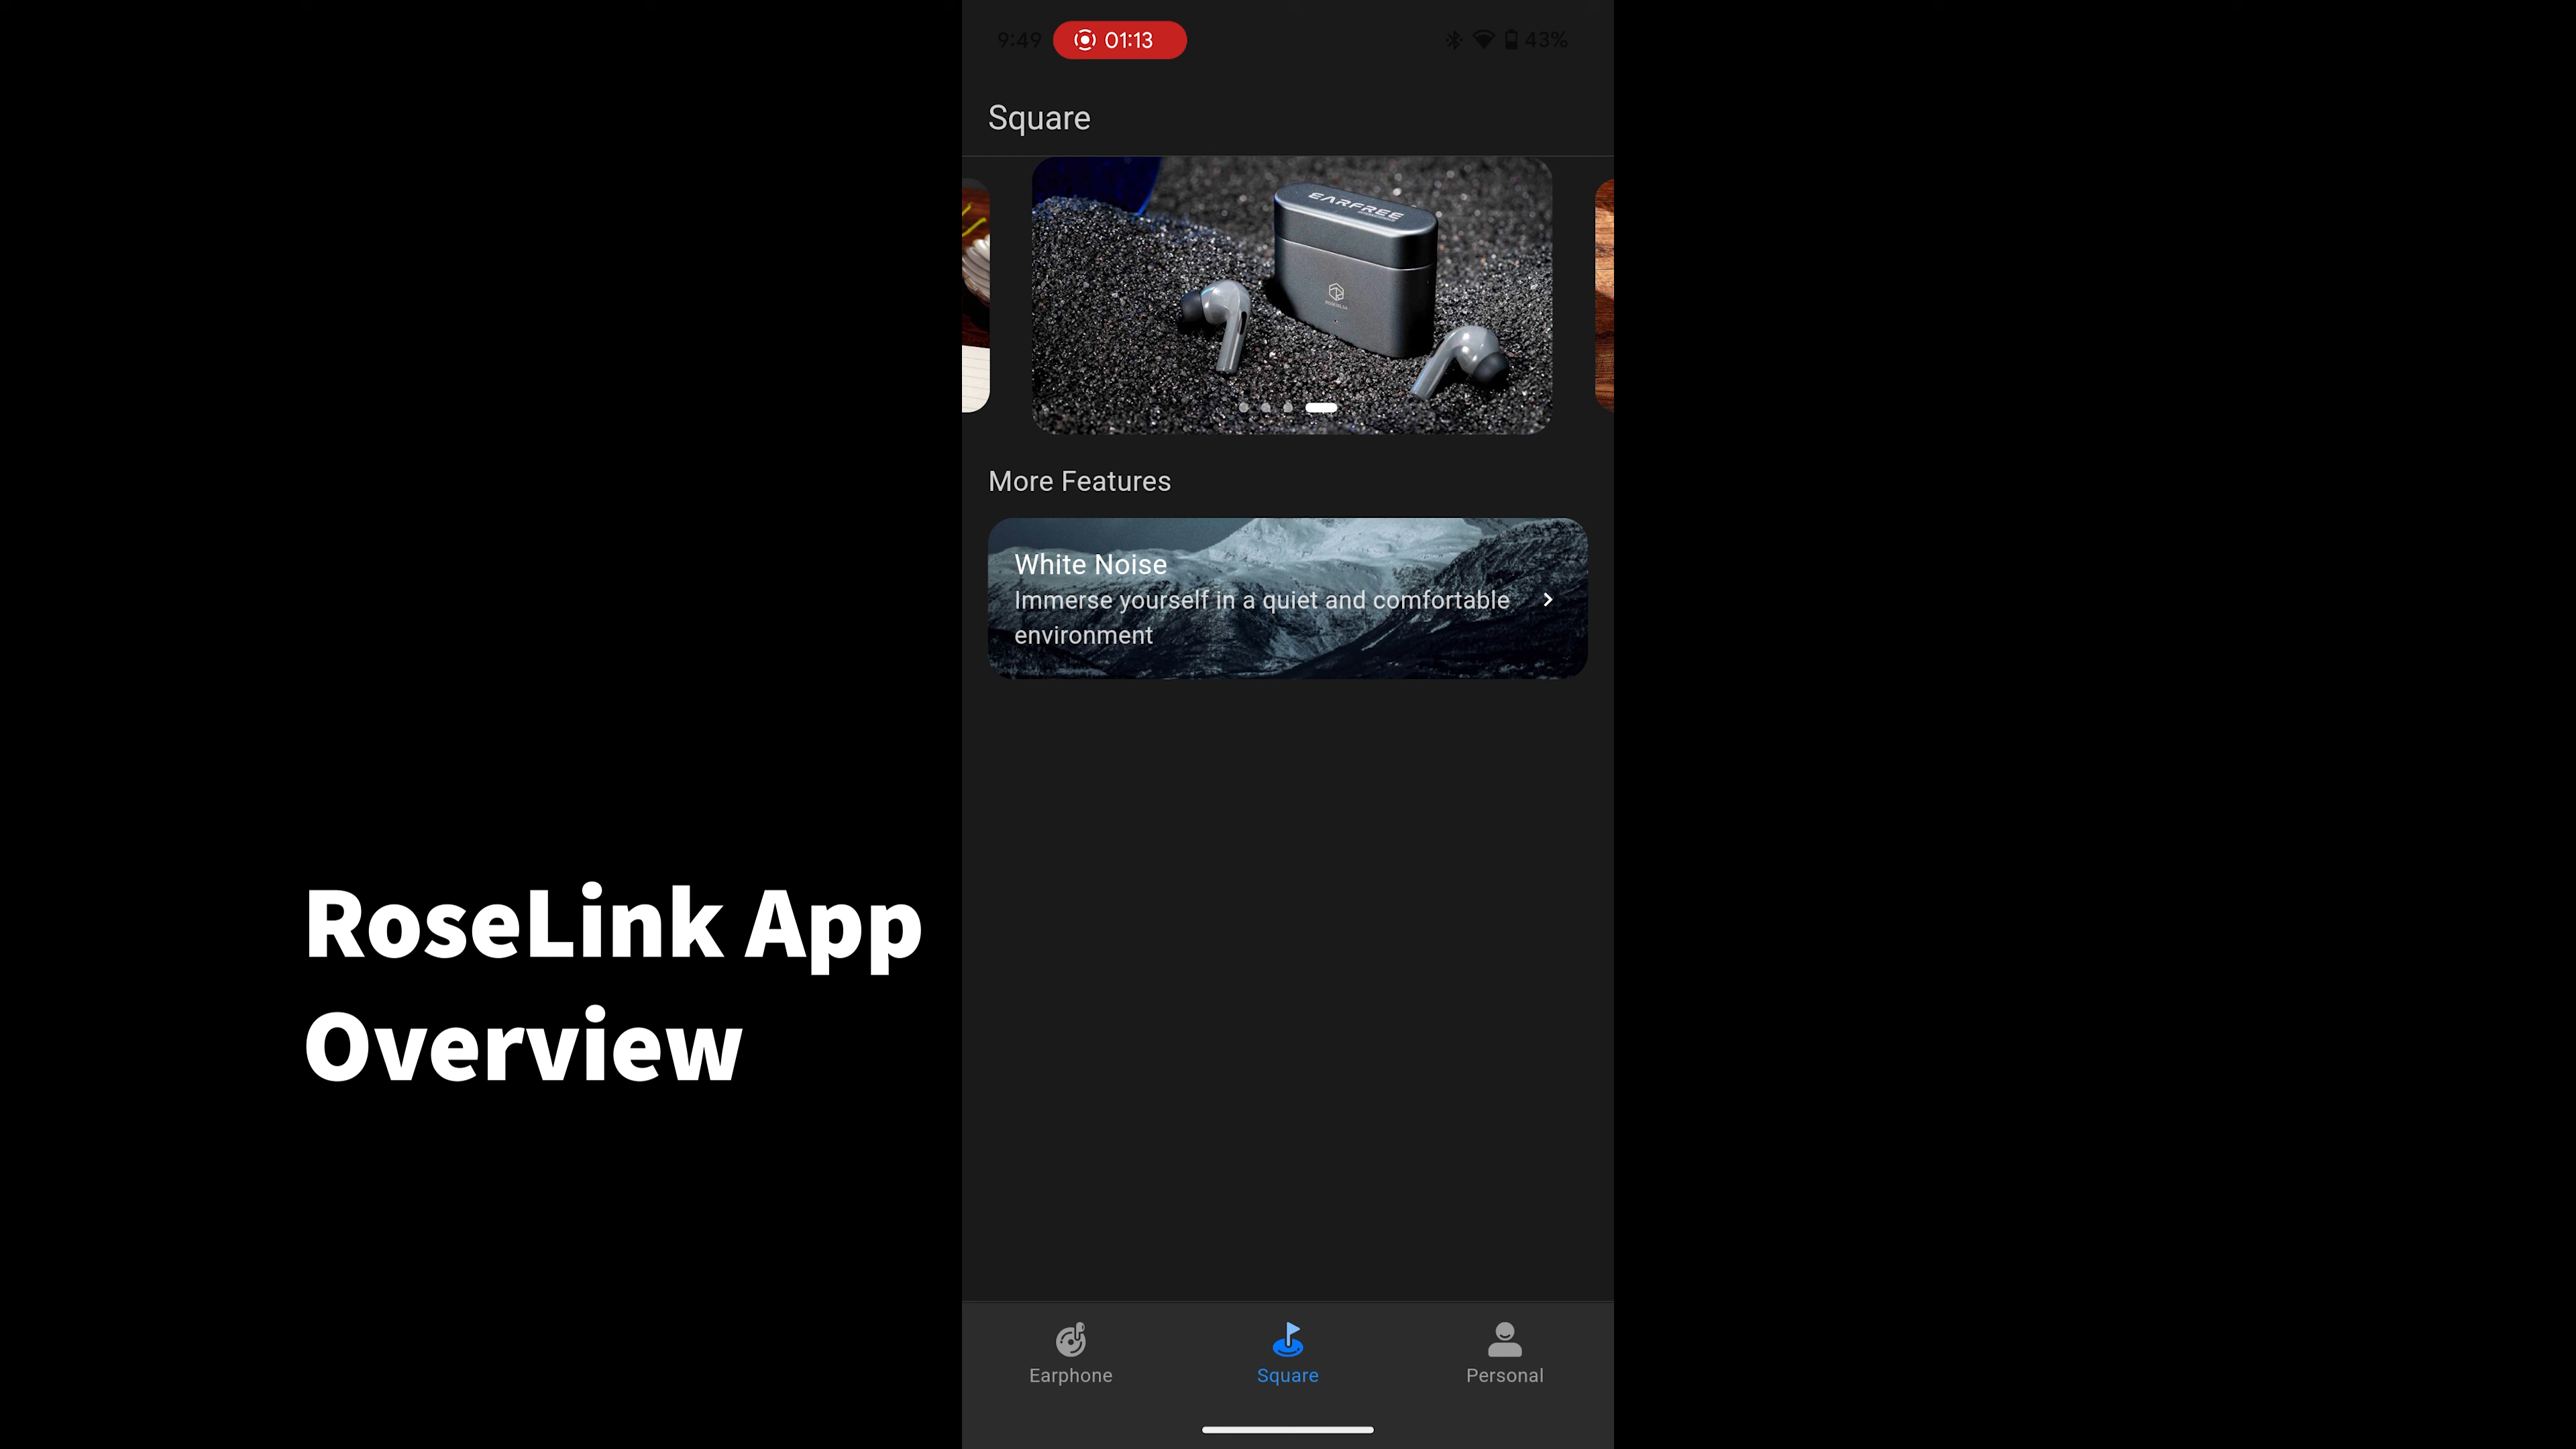 9:49
01:13
43%
Square
EARFREE
More Features
White Noise
Immerse yourself in a quiet and comfortable
environment
RoseLink App
Overview
Earphone
Square
Personal